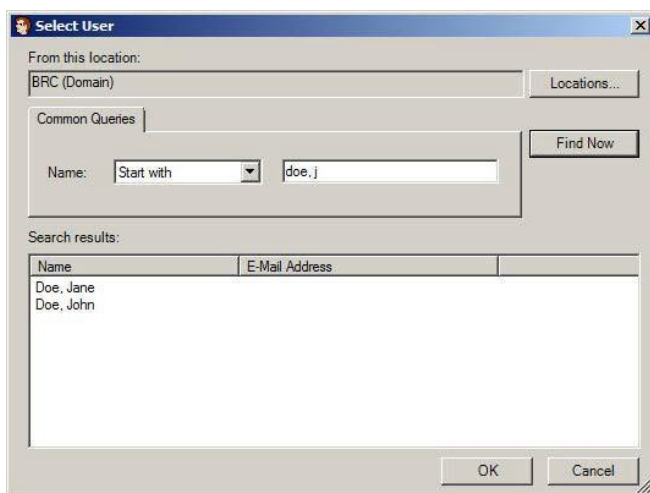 Select User
From this location:
BRC (Domain)
Locations...
Common Queries
Find Now
Name:
Start with
doe, j
Search results:
Name
E-Mail Address
Doe, Jane
Doe, John
OK
Cancel